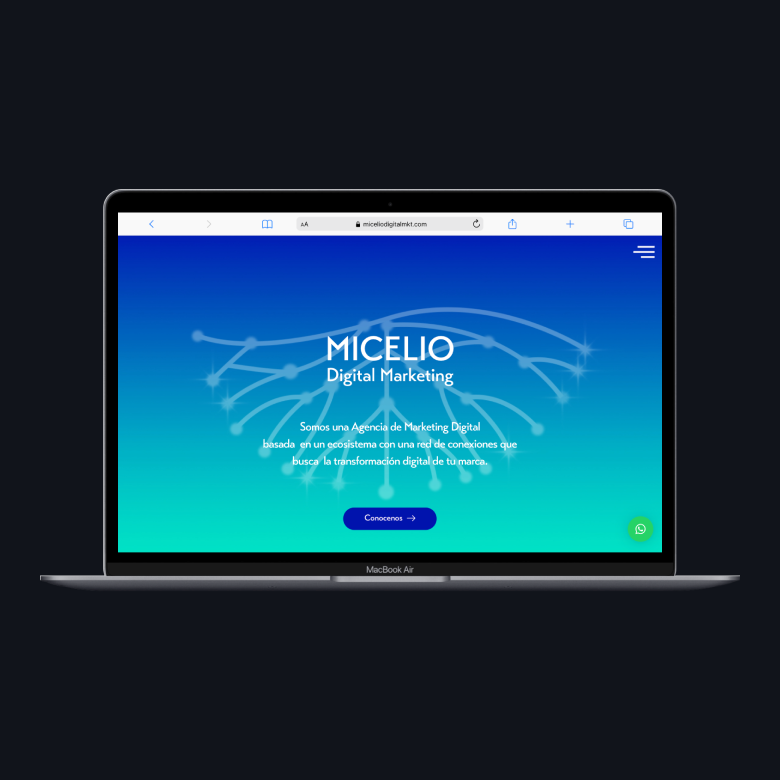 AA
miceliodigitalmkt.com
MICELIO
Digital Marketing
Somos una Agencia de Marketing Digital
basada en un ecosistema con una red de conexiones que
busca la transformación digital de tu marca.
Conocenos →
MacBook Air